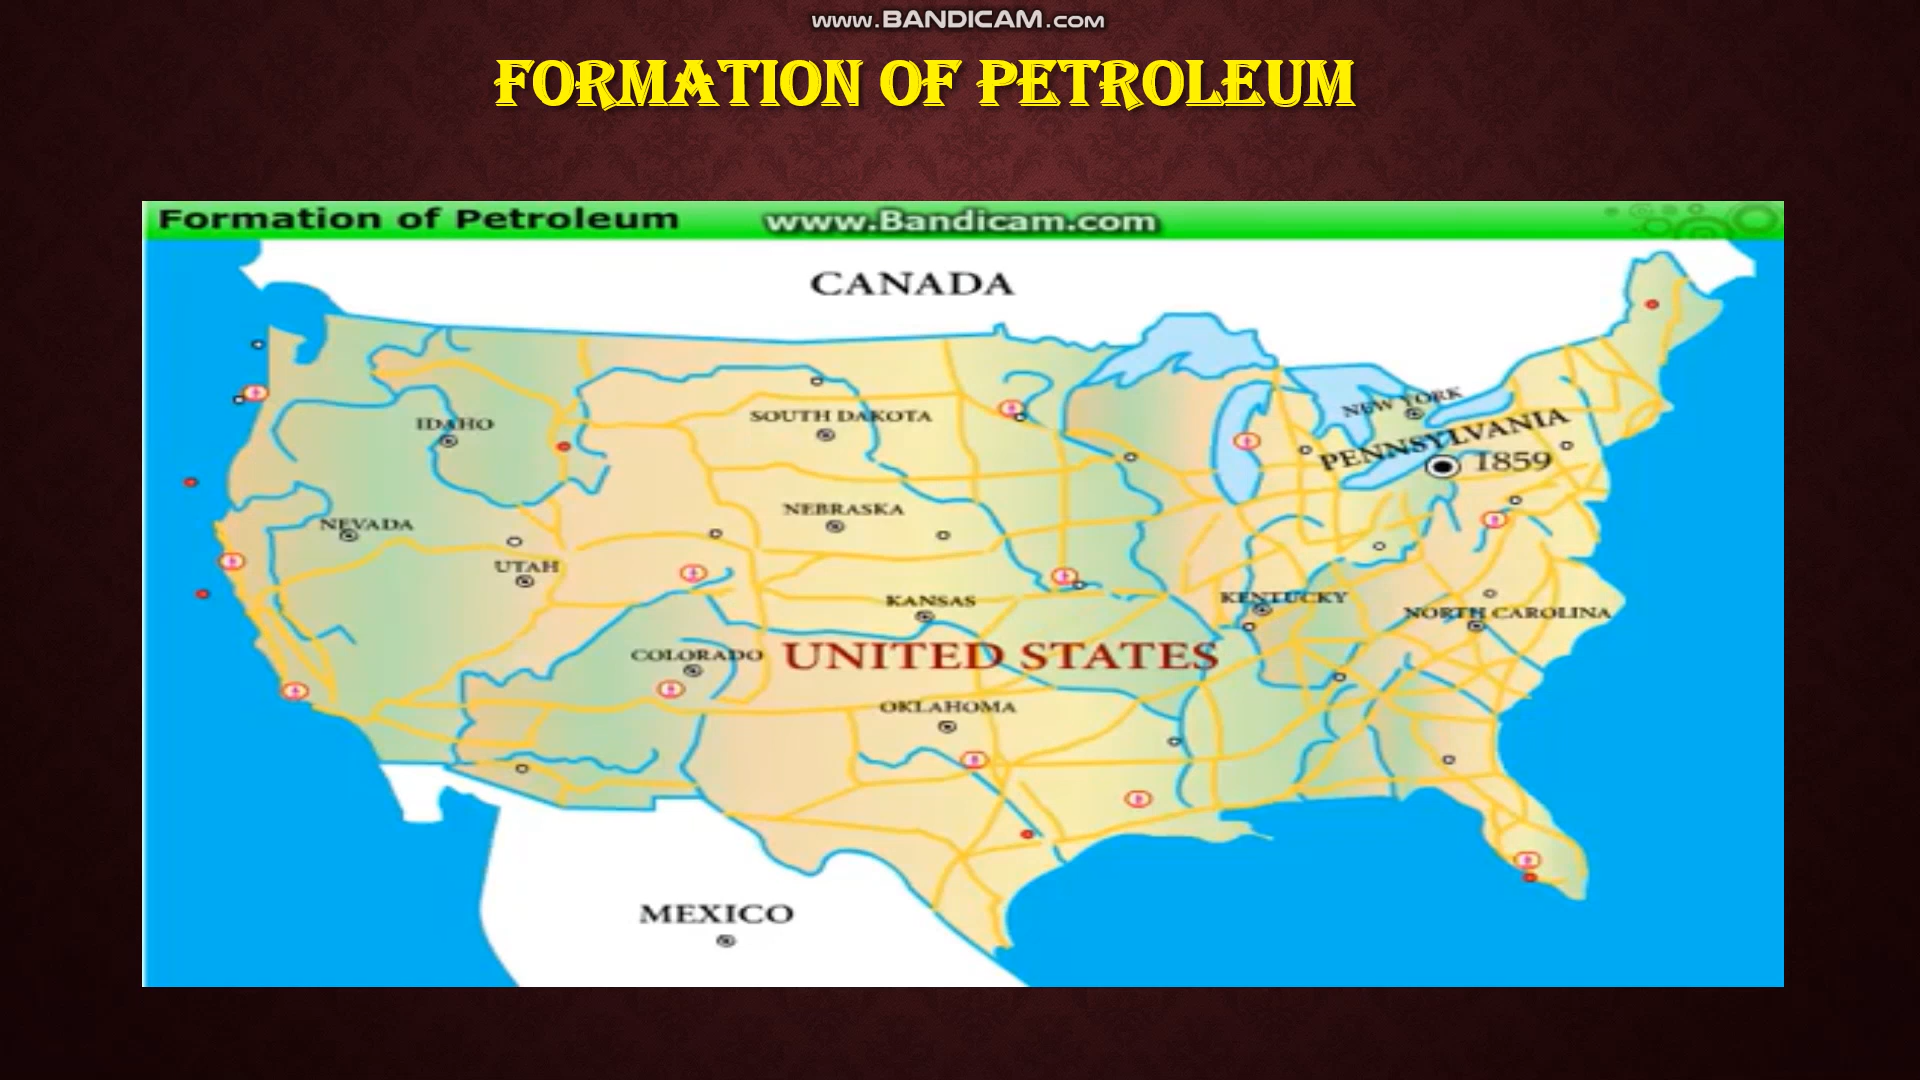 www.BANDICAM.com
FORMATION OF PETROLEUM
Formation of Petroleum
www.Bandicam.com
CANADA
NEW YORK
IDAHO
SOUTH DAKOTA
PENNSYLVANIA
1859
NEVADA
NEBRASKA
UTAH
KANSAS
KENTUCKY
NORTH CAROLINA
COLORADO
UNITED STATES
OKLAHOMA
MEXICO